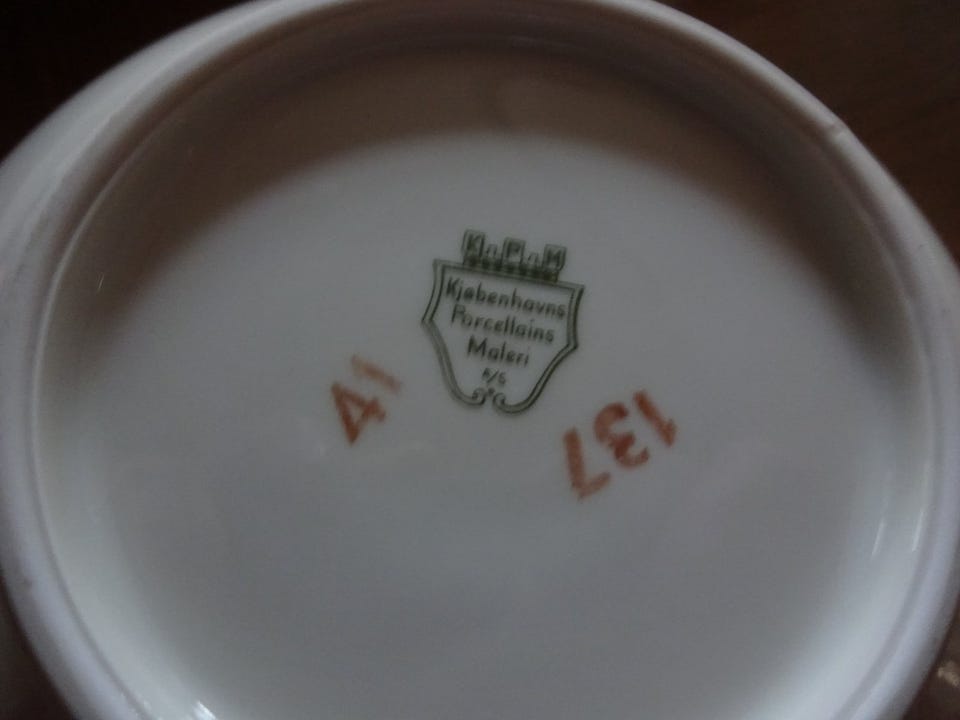 K.P.M
Kjøbenhavns
Porcellains
Maleri
A/S
41
137